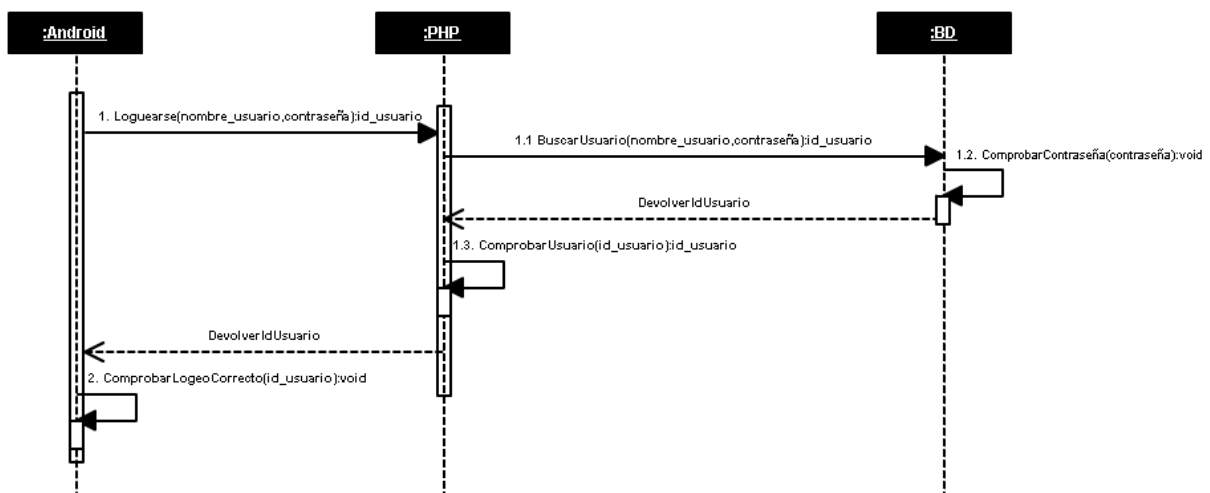 :Android
:PHP
:BD
1. Loguearse(nombre_usuario,contraseña):id_usuario
1.1 BuscarUsuario(nombre_usuario,contraseña):id_usuario
1.2. ComprobarContraseña(contraseña):void
DevolverIdUsuario
1.3. ComprobarUsuario(id_usuario):id_usuario
DevolverIdUsuario
2. ComprobarLogeoCorrecto(id_usuario):void